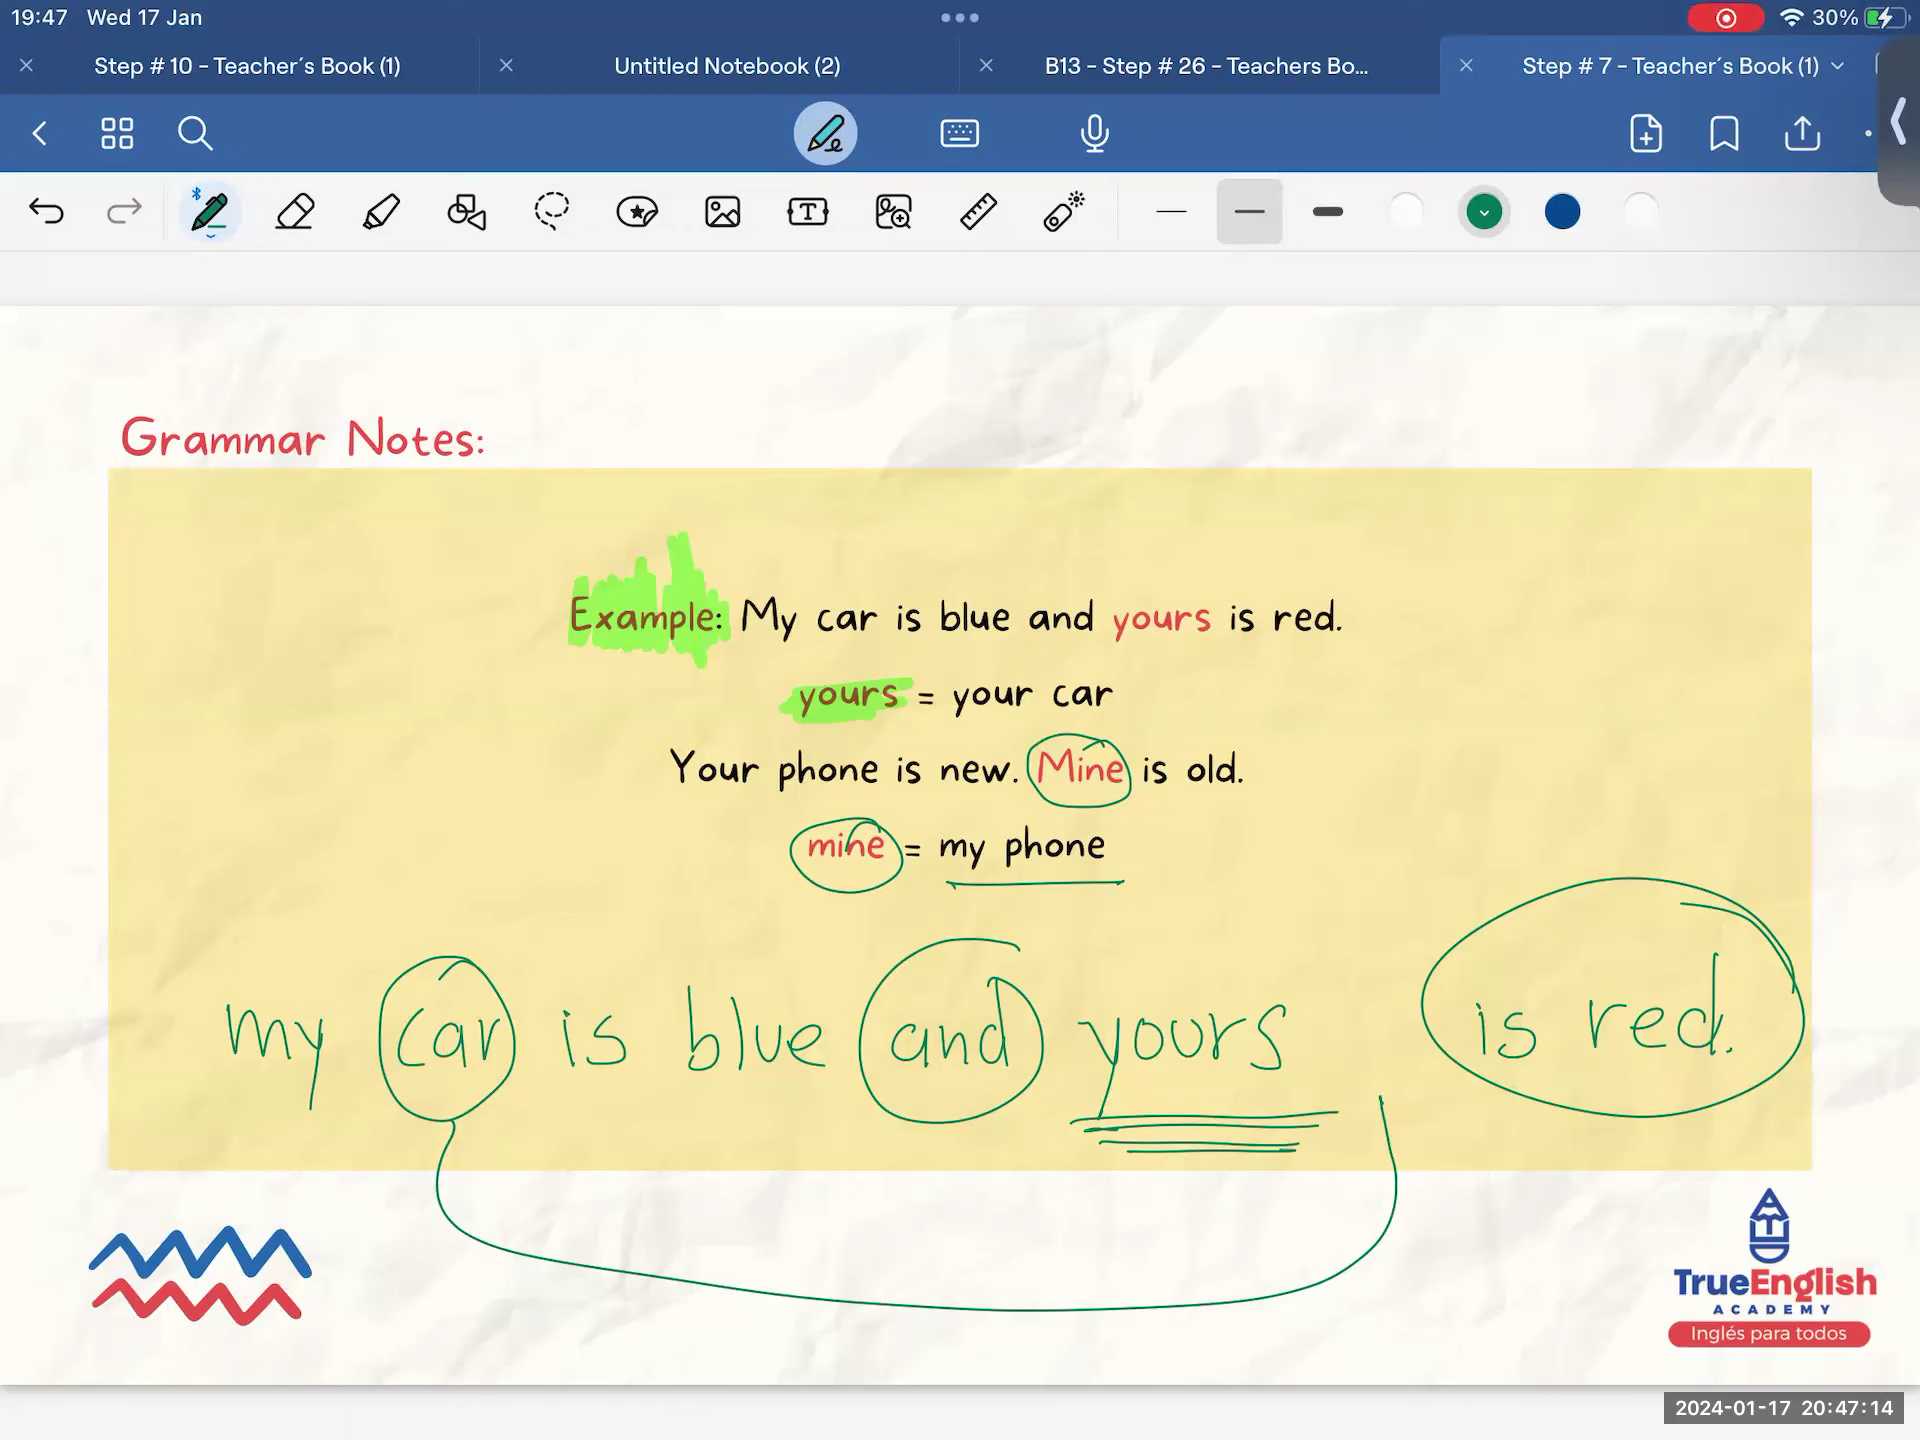 19:47 Wed 17 Jan 30%
Step # 10 - Teacher´s Book (1) Untitled Notebook (2) B13 - Step # 26 - Teachers Bo... Step # 7 - Teacher´s Book (1)
Grammar Notes:
Example: My car is blue and yours is red.
yours = your car
Your phone is new. Mine is old.
mine = my phone
my car is blue and yours is red.
TrueEnglish
ACADEMY
Inglés para todos
2024-01-17 20:47:14